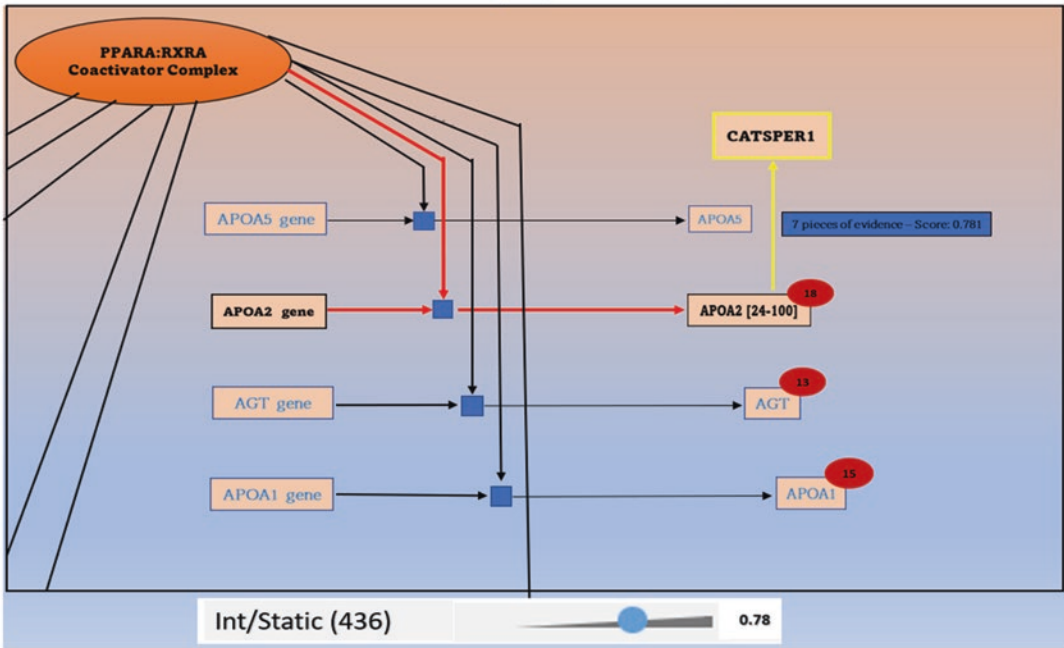 PPARA:RXRA
Coactivator Complex
CATSPER1
APOA5 gene
APOA5
7 pieces of evidence – Score: 0.781
APOA2 gene
APOA2 [24-100]
18
AGT gene
AGT
13
APOA1 gene
APOA1
15
Int/Static (436)
0.78